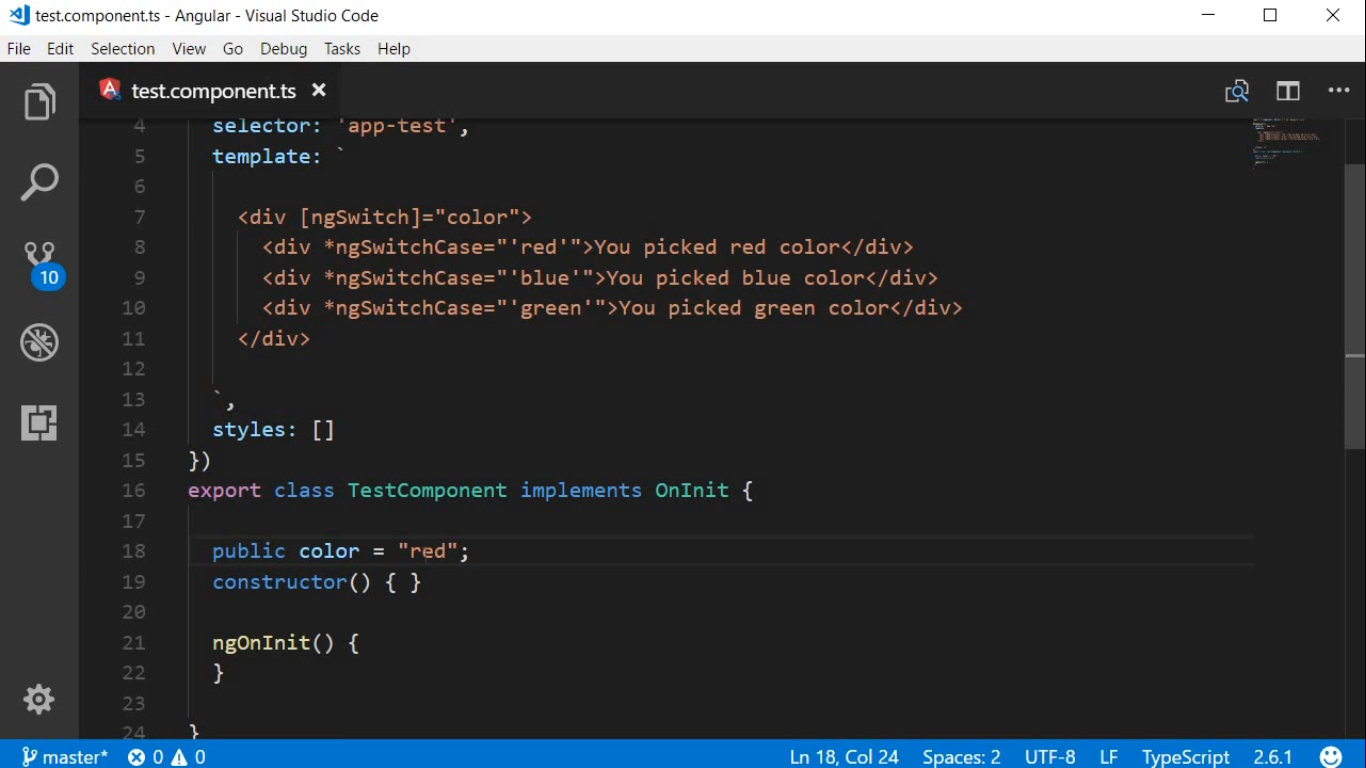 test.component.ts - Angular - Visual Studio Code
File Edit Selection View Go Debug Tasks Help
test.component.ts
4 selector: 'app-test',
5 template: `
6
7 <div [ngSwitch]="color">
8 <div *ngSwitchCase="'red'">You picked red color</div>
9 <div *ngSwitchCase="'blue'">You picked blue color</div>
10 <div *ngSwitchCase="'green'">You picked green color</div>
11 </div>
12
13 `,
14 styles: []
15 })
16 export class TestComponent implements OnInit {
17
18 public color = "red";
19 constructor() { }
20
21 ngOnInit() {
22 }
23
24 }
10
master* 0 0 Ln 18, Col 24 Spaces: 2 UTF-8 LF TypeScript 2.6.1